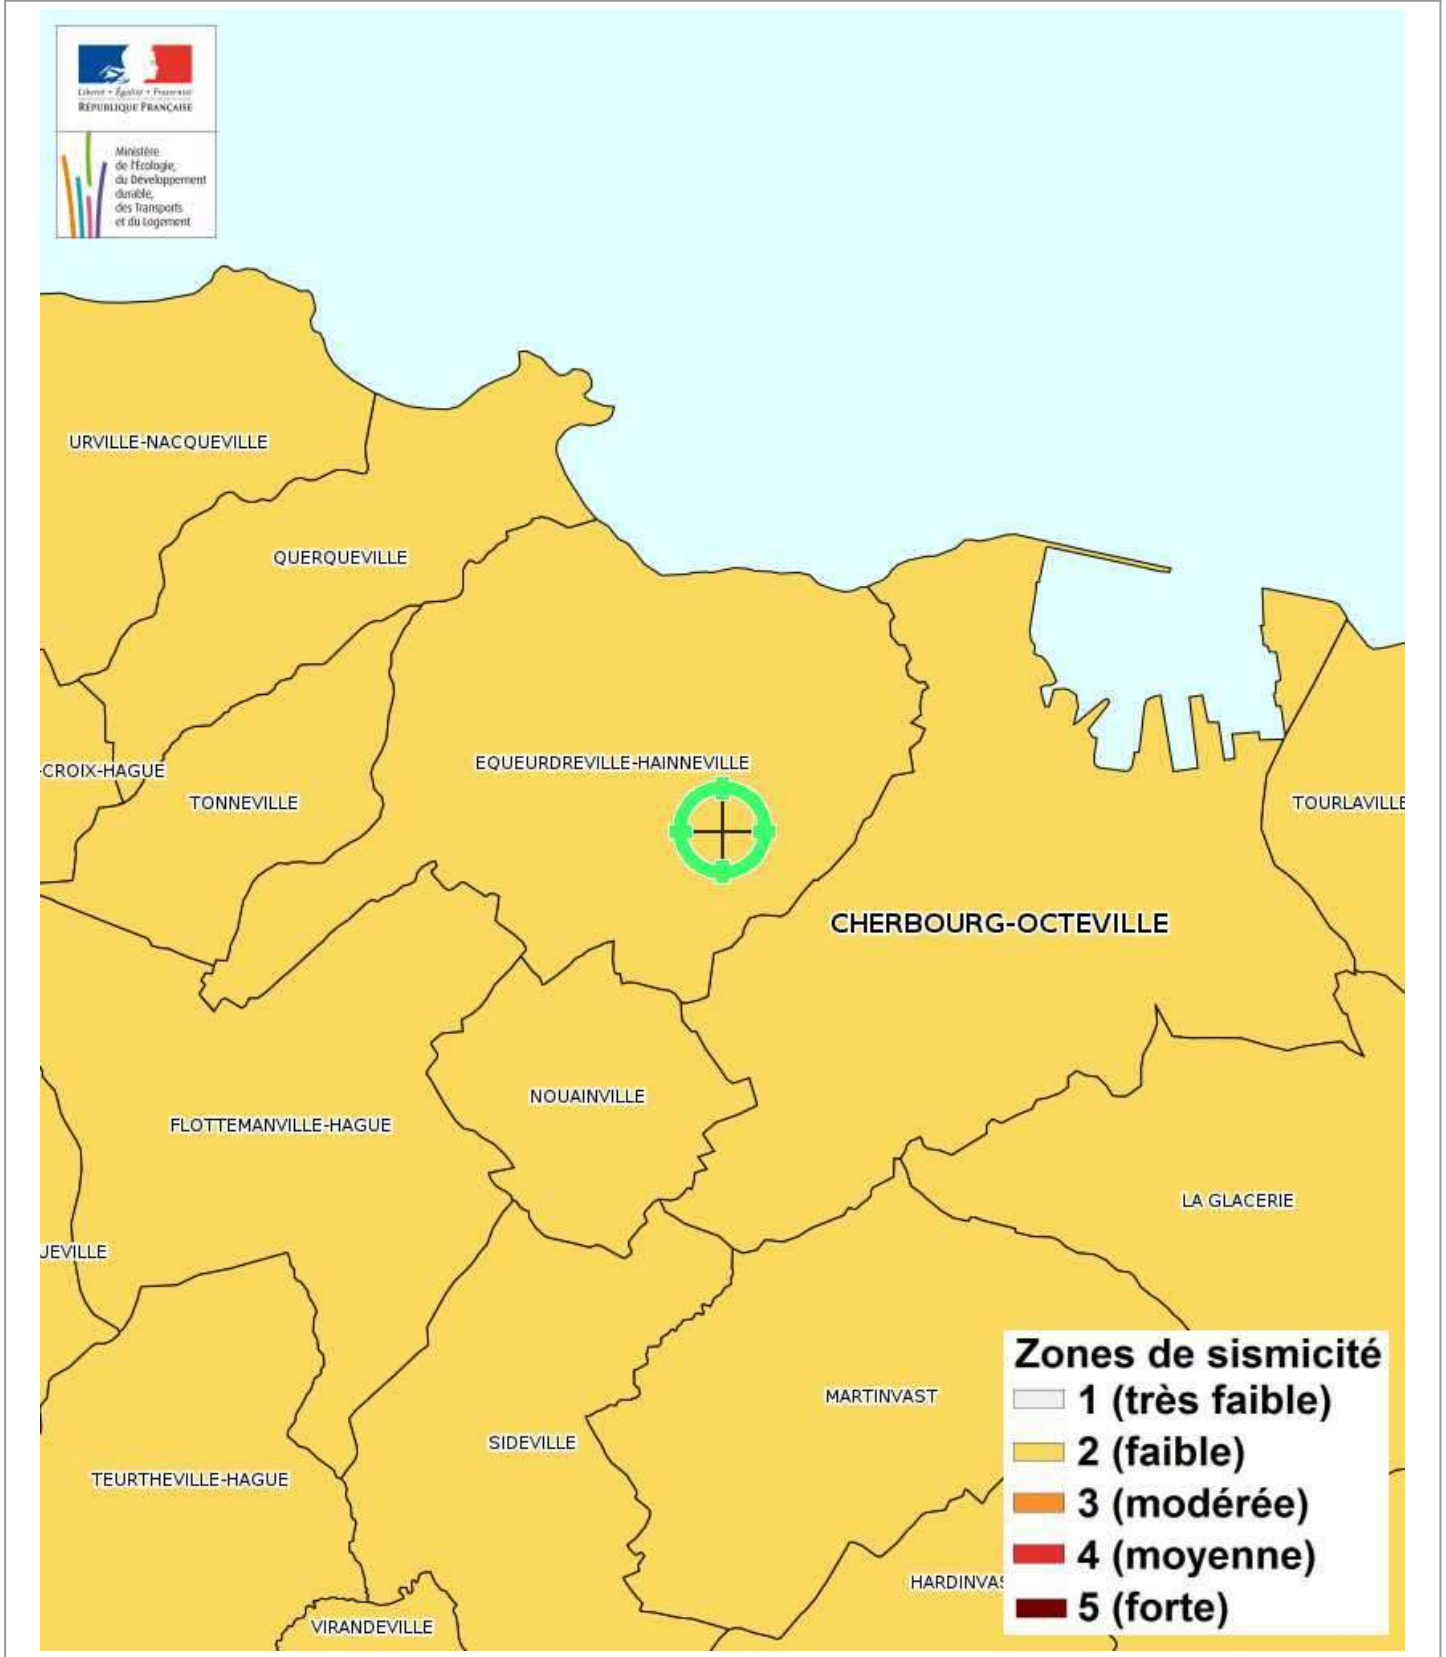 Liberté • Égalité • Fraternité
RÉPUBLIQUE FRANÇAISE
Ministère
de l'Écologie,
du Développement
durable,
des Transports
et du Logement
URVILLE-NACQUEVILLE
QUERQUEVILLE
EQUEURDREVILLE-HAINNEVILLE
-CROIX-HAGUE
TONNEVILLE
TOURLAVILLE
CHERBOURG-OCTEVILLE
NOUAINVILLE
FLOTTEMANVILLE-HAGUE
LA GLACERIE
UEVILLE
MARTINVAST
SIDEVILLE
TEURTHEVILLE-HAGUE
HARDINVAS
VIRANDEVILLE
Zones de sismicité
1 (très faible)
2 (faible)
3 (modérée)
4 (moyenne)
5 (forte)